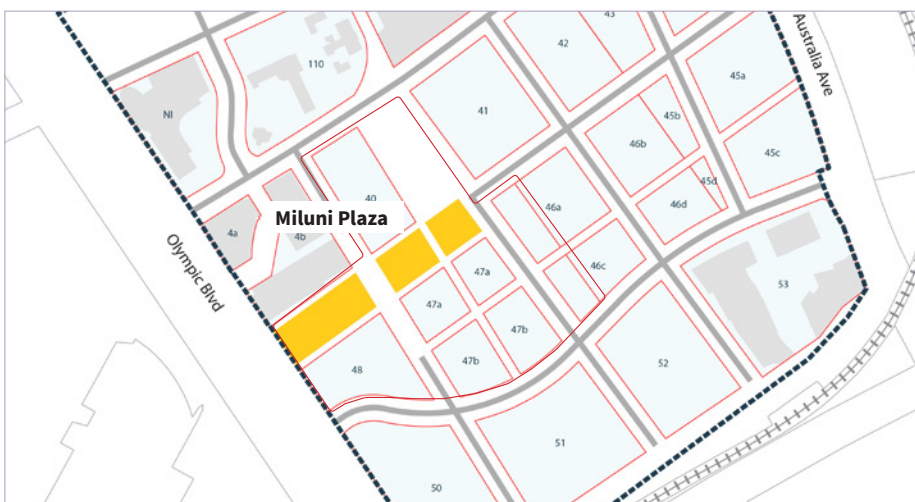 43
42
Australia Ave
110
45a
41
45b
NI
46b
45c
45d
40
46a
46d
Miluni Plaza
4a
4b
Olympic Blvd
46c
47a
53
47a
47b
47b
48
52
51
50